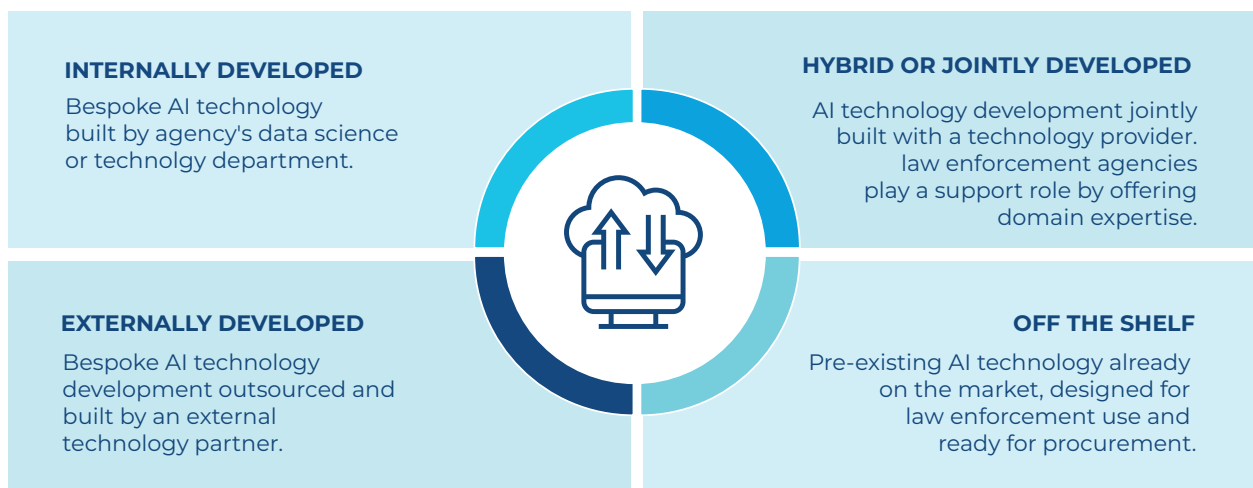 INTERNALLY DEVELOPED
Bespoke AI technology
built by agency's data science
or technolgy department.
HYBRID OR JOINTLY DEVELOPED
AI technology development jointly
built with a technology provider.
law enforcement agencies
play a support role by offering
domain expertise.
EXTERNALLY DEVELOPED
Bespoke AI technology
development outsourced and
built by an external
technology partner.
OFF THE SHELF
Pre-existing AI technology already
on the market, designed for
law enforcement use and
ready for procurement.